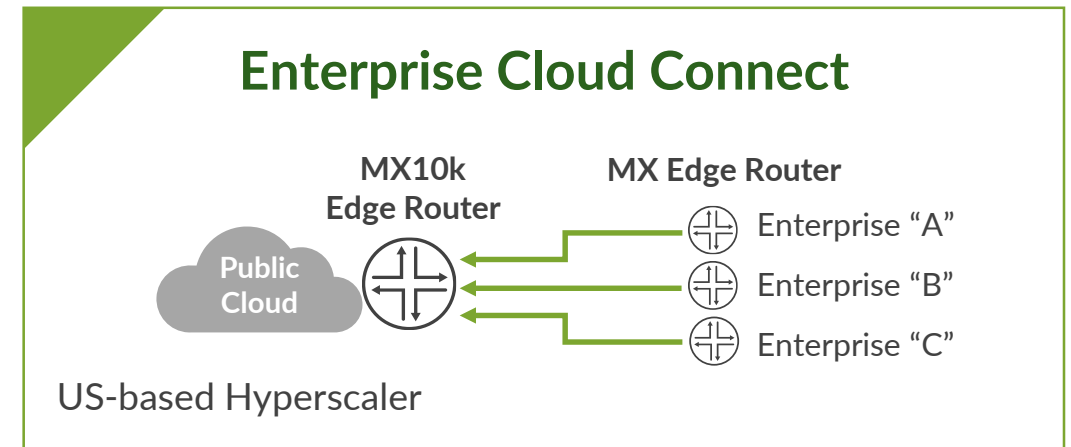 Enterprise Cloud Connect
MX10k
Edge Router
MX Edge Router
Public
Cloud
Enterprise “A”
Enterprise “B”
Enterprise “C”
US-based Hyperscaler